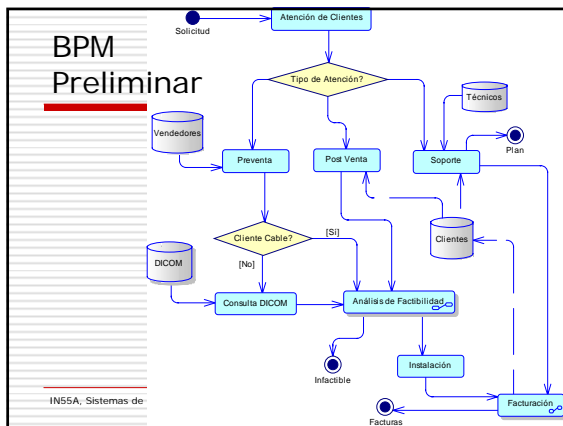 BPM
Preliminar
Solicitud
Atención de Clientes
Tipo de Atención?
Técnicos
Vendedores
Preventa
Post Venta
Soporte
Plan
Cliente Cable?
[Si]
[No]
Clientes
DICOM
Consulta DICOM
Análisis de Factibilidad
Infactible
Instalación
Facturación
Facturas
IN55A, Sistemas de